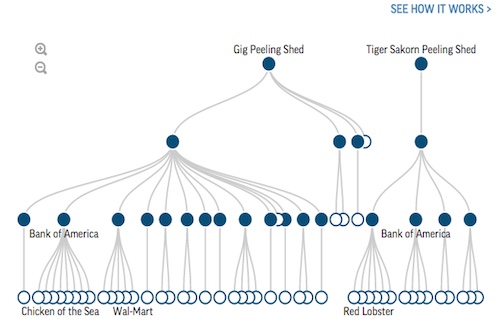 SEE HOW IT WORKS >
Gig Peeling Shed
Tiger Sakorn Peeling Shed
Bank of America
Bank of America
Chicken of the Sea
Wal-Mart
Red Lobster